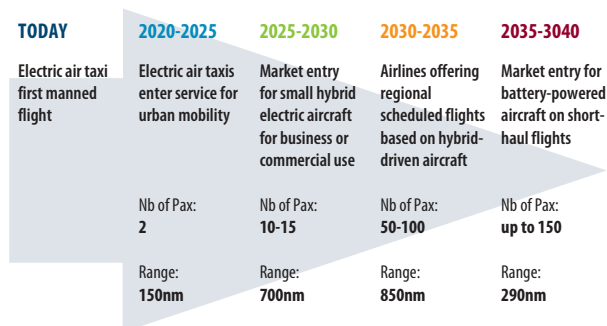 TODAY
Electric air taxi
first manned
flight
2020-2025
Electric air taxis
enter service for
urban mobility
Nb of Pax:
2
Range:
150nm
2025-2030
Market entry
for small hybrid
electric aircraft
for business or
commercial use
Nb of Pax:
10-15
Range:
700nm
2030-2035
Airlines offering
regional
scheduled flights
based on hybrid-
driven aircraft
Nb of Pax:
50-100
Range:
850nm
2035-3040
Market entry for
battery-powered
aircraft on short-
haul flights
Nb of Pax:
up to 150
Range:
290nm